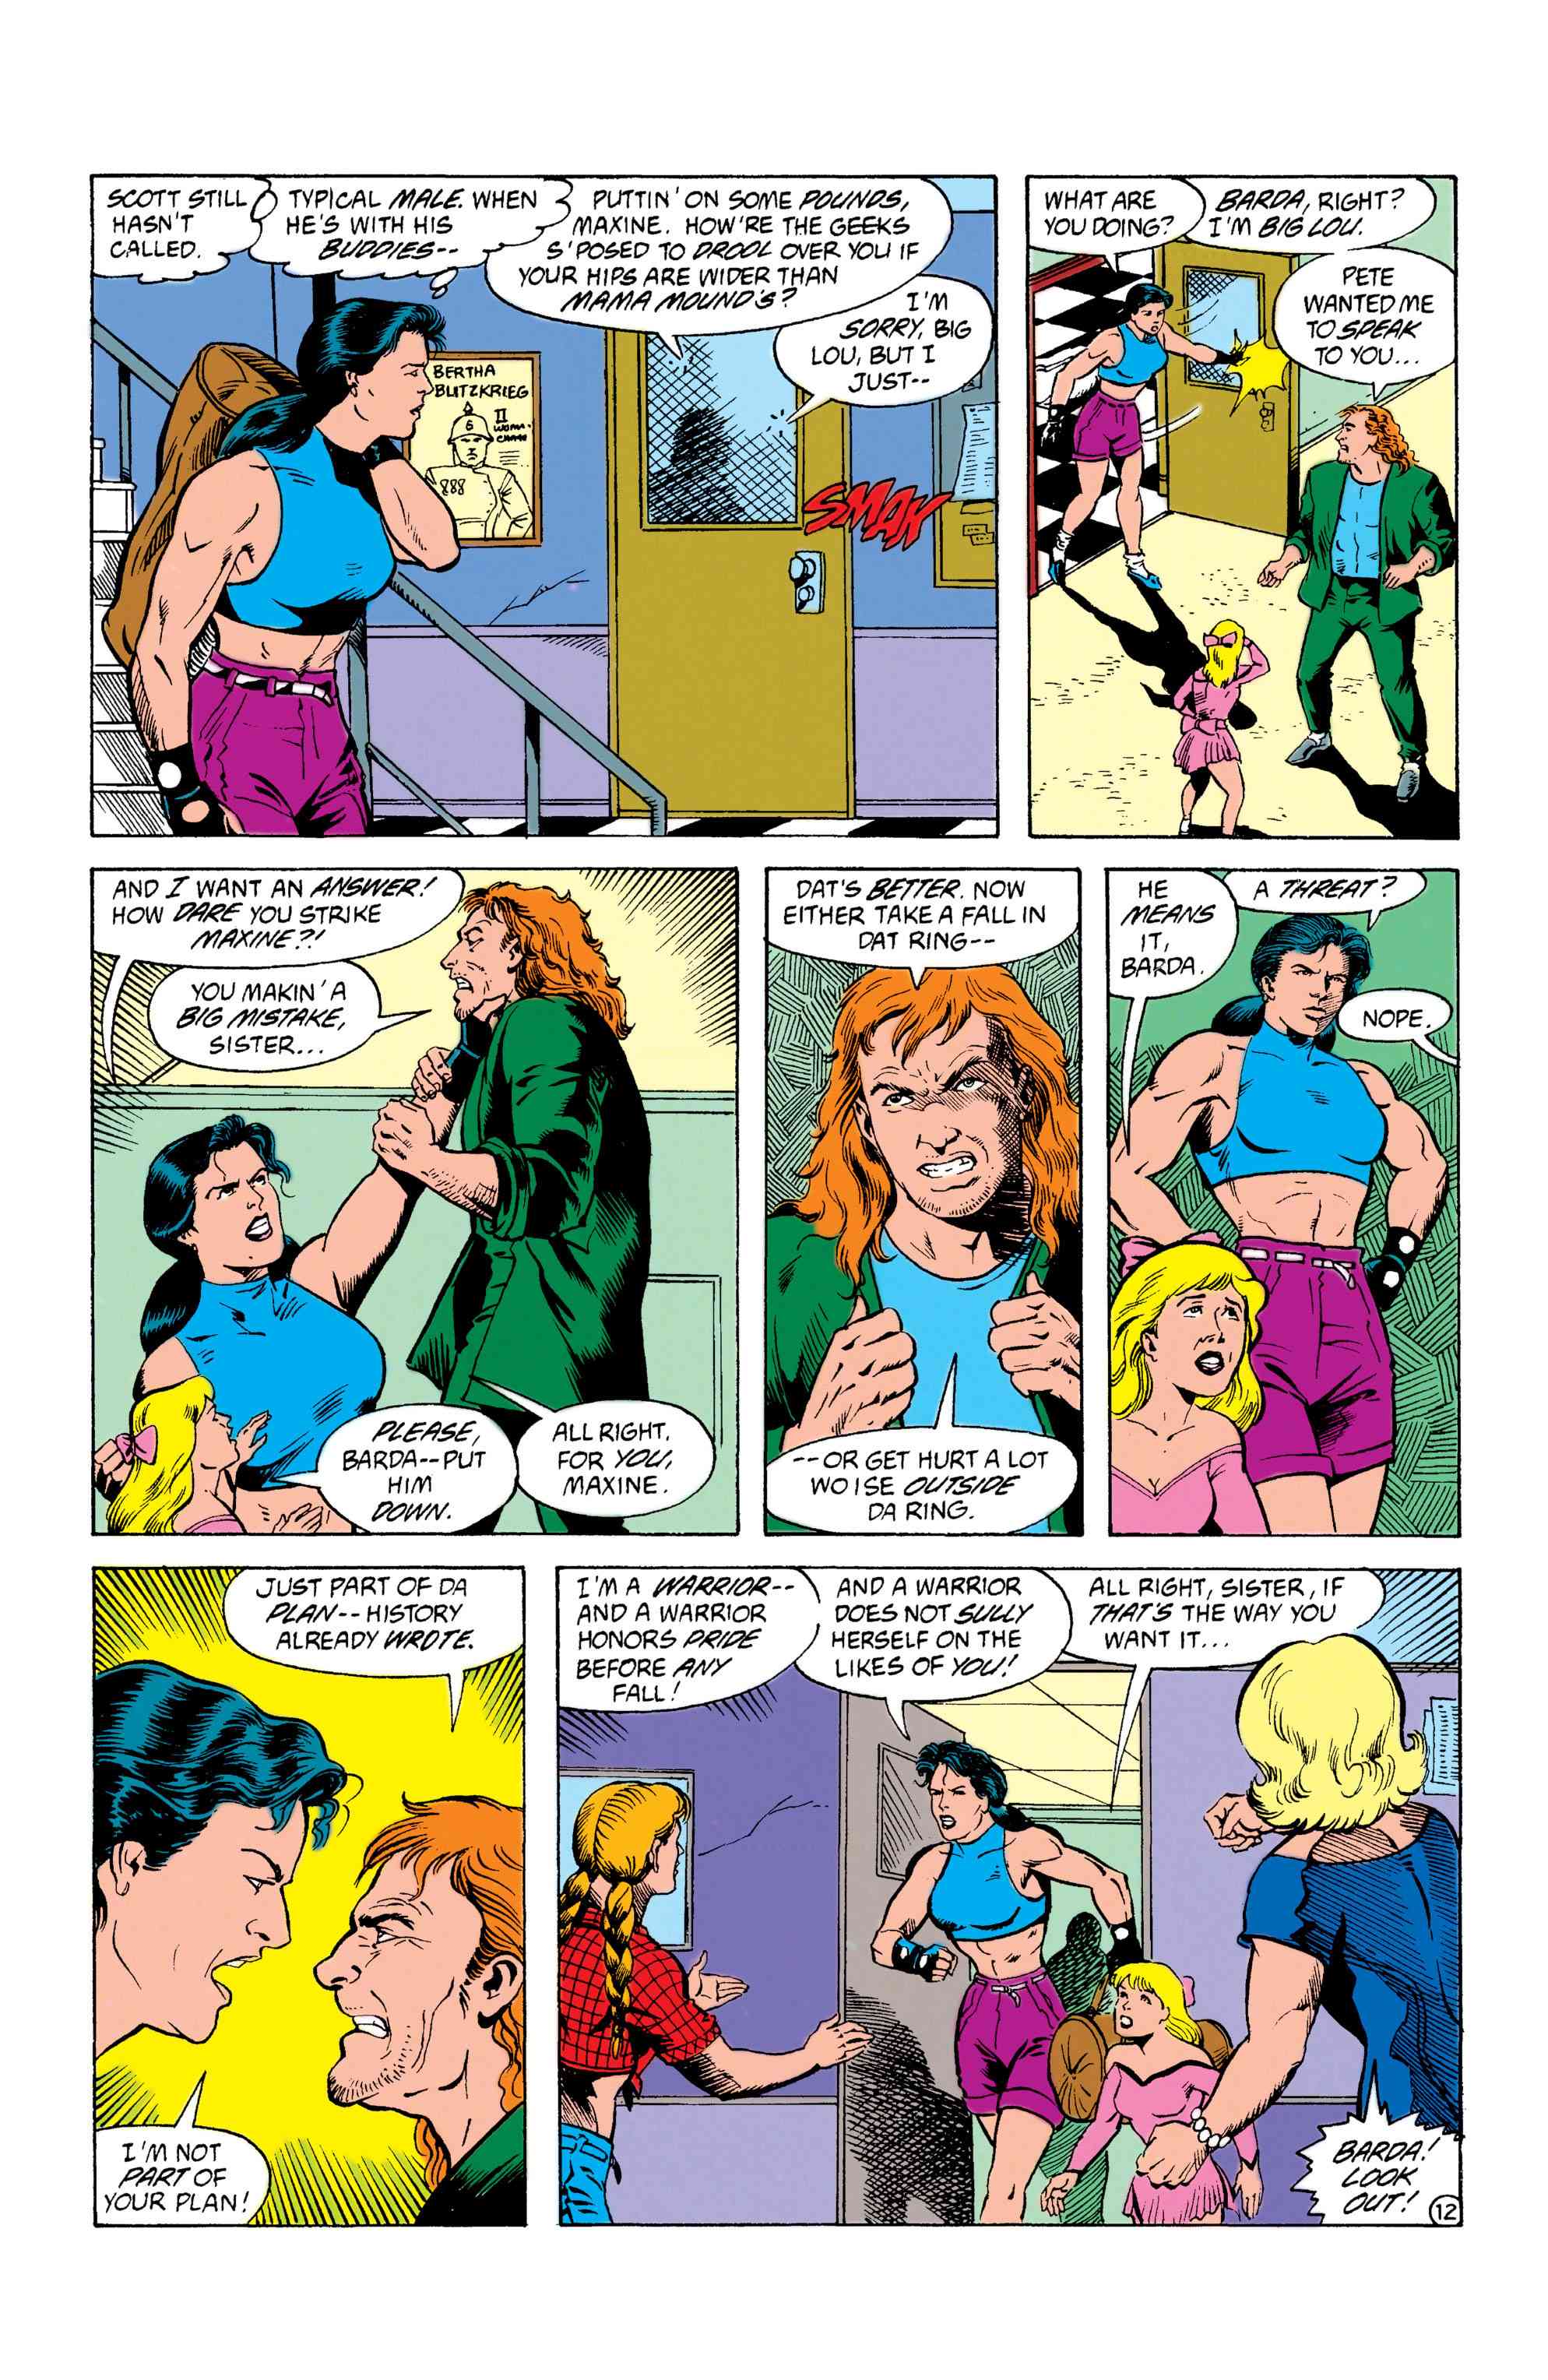 SCOTT STILL
HASN'T
CALLED.
TYPICAL MALE. WHEN
HE'S WITH HIS
BUDDIES--
PUTTIN' ON SOME POUNDS,
MAXINE. HOW'RE THE GEEKS
S'POSED TO DROOL OVER YOU IF
YOUR HIPS ARE WIDER THAN
MAMA MOUND'S?
I'M
SORRY, BIG
LOU, BUT I
JUST--
BERTHA
BLITZKRIEG
II
WOMA-
CHAN
6
SMAK
WHAT ARE
YOU DOING?
BARDA, RIGHT?
I'M BIG LOU.
PETE
WANTED ME
TO SPEAK
TO YOU...
AND I WANT AN ANSWER!
HOW DARE YOU STRIKE
MAXINE?!
YOU MAKIN' A
BIG MISTAKE,
SISTER...
PLEASE,
BARDA--PUT
HIM
DOWN.
ALL RIGHT.
FOR YOU,
MAXINE.
DAT'S BETTER. NOW
EITHER TAKE A FALL IN
DAT RING--
--OR GET HURT A LOT
WOISE OUTSIDE
DA RING.
HE
MEANS
IT,
BARDA.
A THREAT?
NOPE.
JUST PART OF DA
PLAN--HISTORY
ALREADY WROTE.
I'M NOT
PART OF
YOUR PLAN!
I'M A WARRIOR--
AND A WARRIOR
HONORS PRIDE
BEFORE ANY
FALL!
AND A WARRIOR
DOES NOT SULLY
HERSELF ON THE
LIKES OF YOU!
ALL RIGHT, SISTER, IF
THAT'S THE WAY YOU
WANT IT...
BARDA!
LOOK
OUT!
12